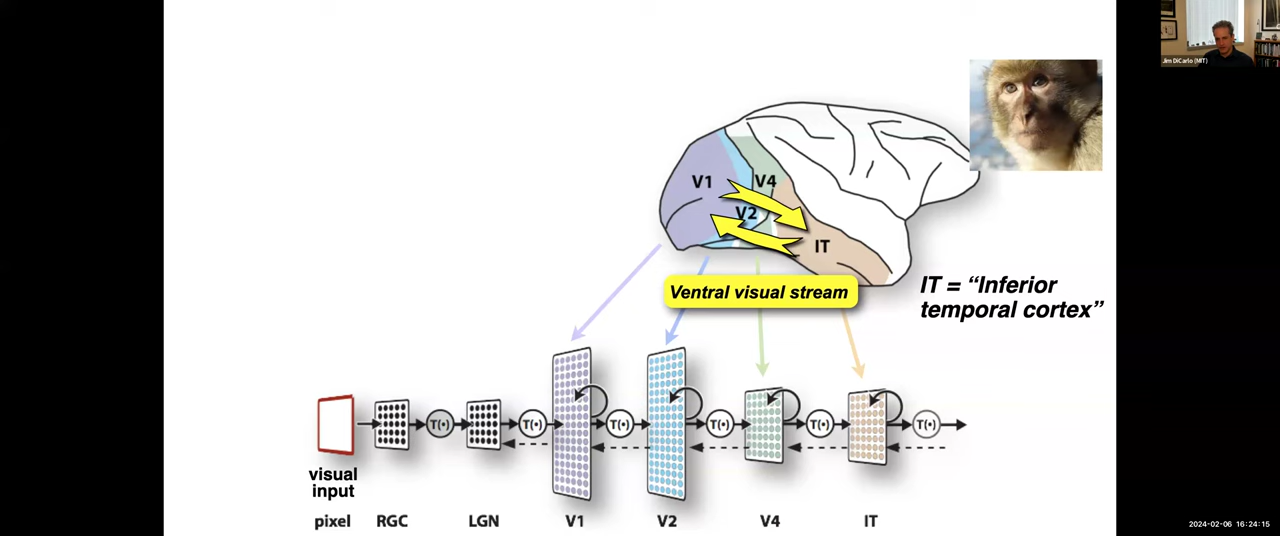 Jim DiCarlo (MIT)
V1
V4
V2
IT
Ventral visual stream
IT = “Inferior
temporal cortex”
T(•)
T(•)
T(•)
T(•)
T(•)
T(•)
visual
input
pixel
RGC
LGN
V1
V2
V4
IT
2024-02-06 16:24:15